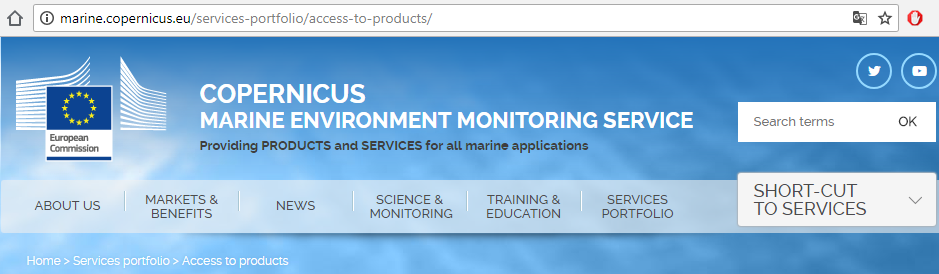 marine.copernicus.eu/services-portfolio/access-to-products/
COPERNICUS
MARINE ENVIRONMENT MONITORING SERVICE
Providing PRODUCTS and SERVICES for all marine applications
European
Commission
Search terms OK
SHORT-CUT
TO SERVICES
ABOUT US
MARKETS &
BENEFITS
NEWS
SCIENCE &
MONITORING
TRAINING &
EDUCATION
SERVICES
PORTFOLIO
Home > Services portfolio > Access to products